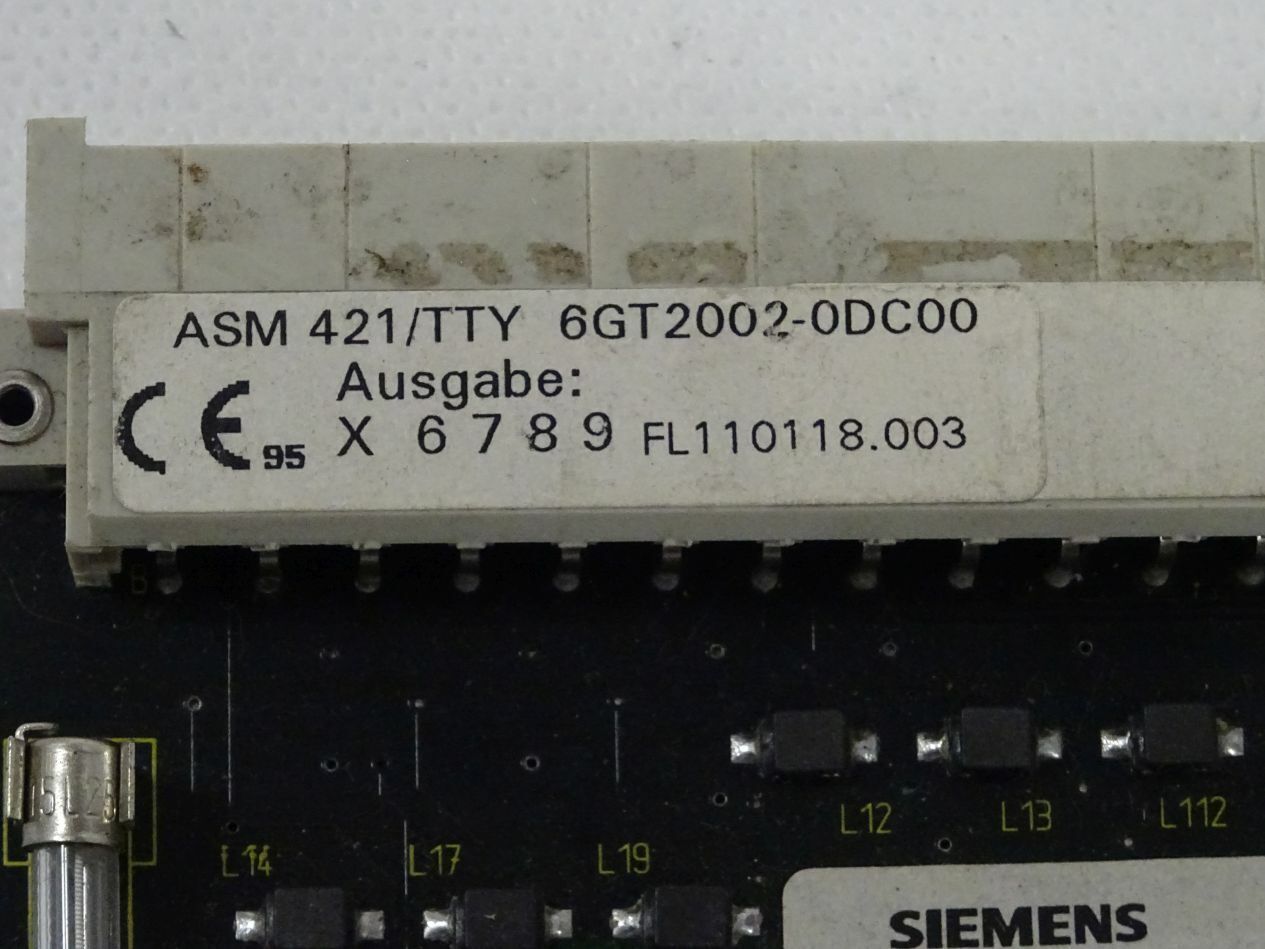 ASM 421/TTY 6GT2002-0DC00
Ausgabe:
CE 95 X 6 7 8 9 FL110118.003
B
L12 L13 L112
L14 L17 L19
SIEMENS